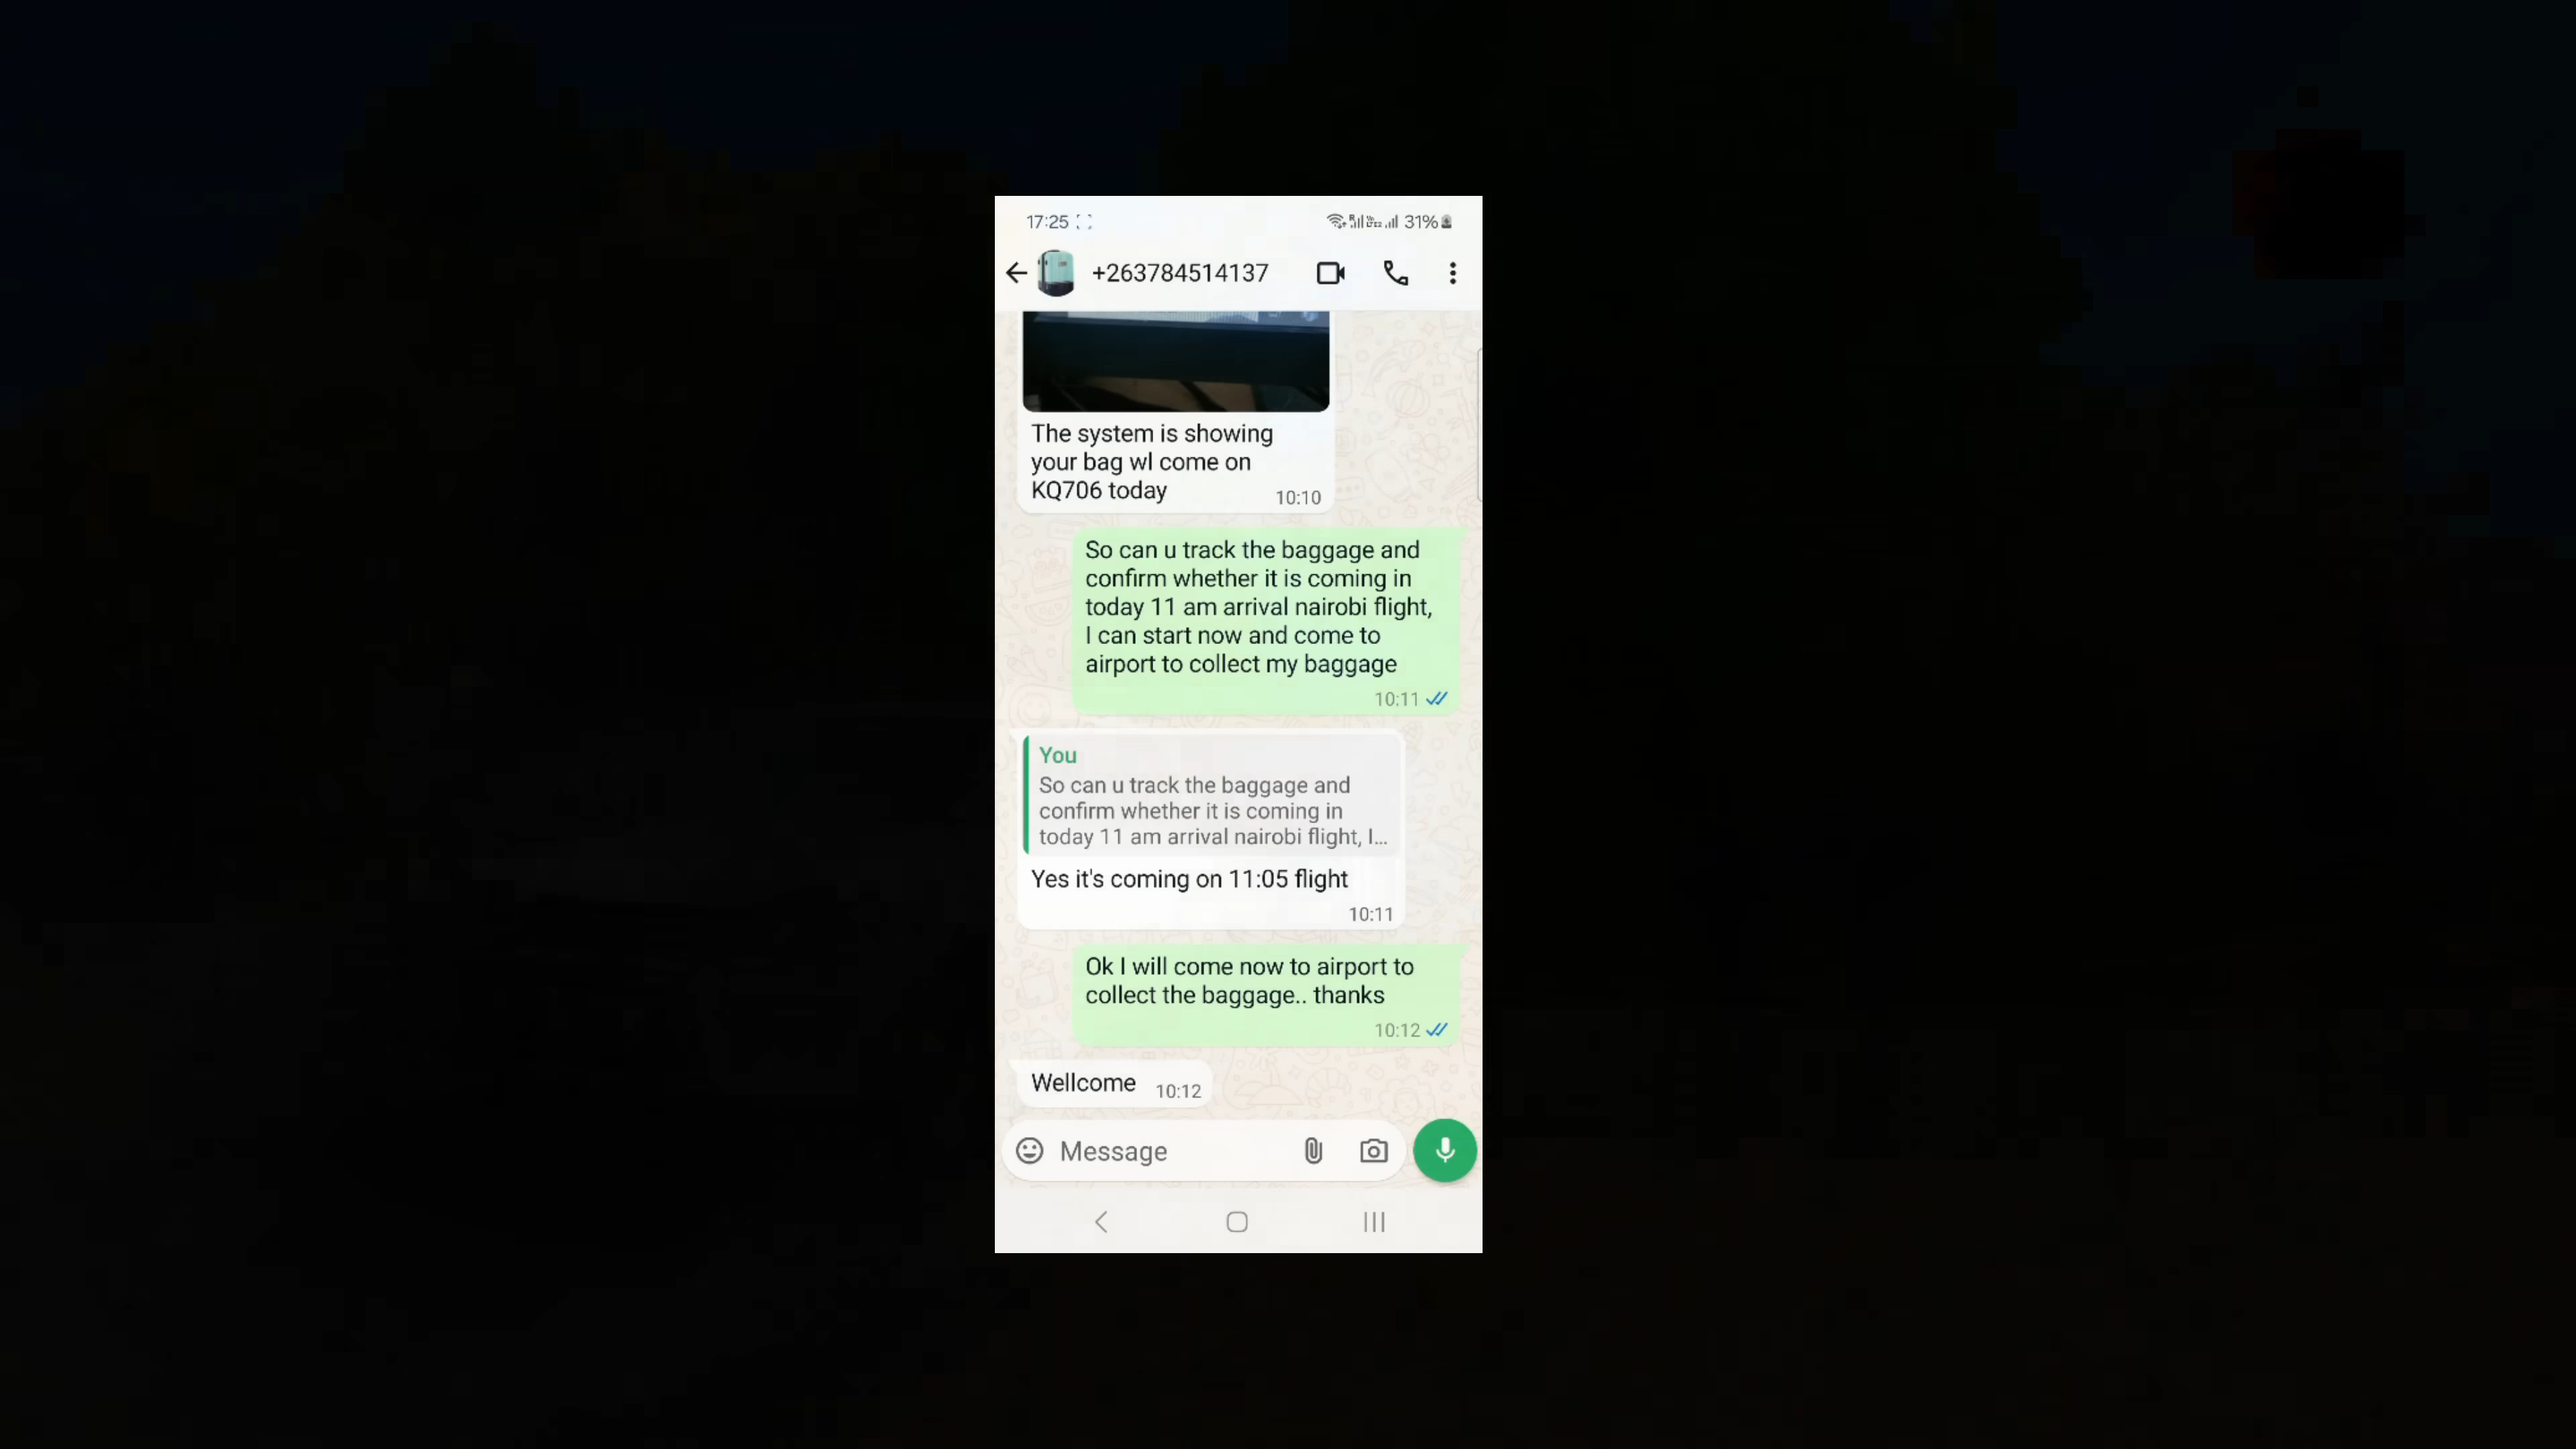 17:25
31%
+263784514137
The system is showing
your bag wl come on
KQ706 today
10:10
So can u track the baggage and
confirm whether it is coming in
today 11 am arrival nairobi flight,
I can start now and come to
airport to collect my baggage
10:11
You
So can u track the baggage and
confirm whether it is coming in
today 11 am arrival nairobi flight, I...
Yes it's coming on 11:05 flight
10:11
Ok I will come now to airport to
collect the baggage.. thanks
10:12
Wellcome
10:12
Message